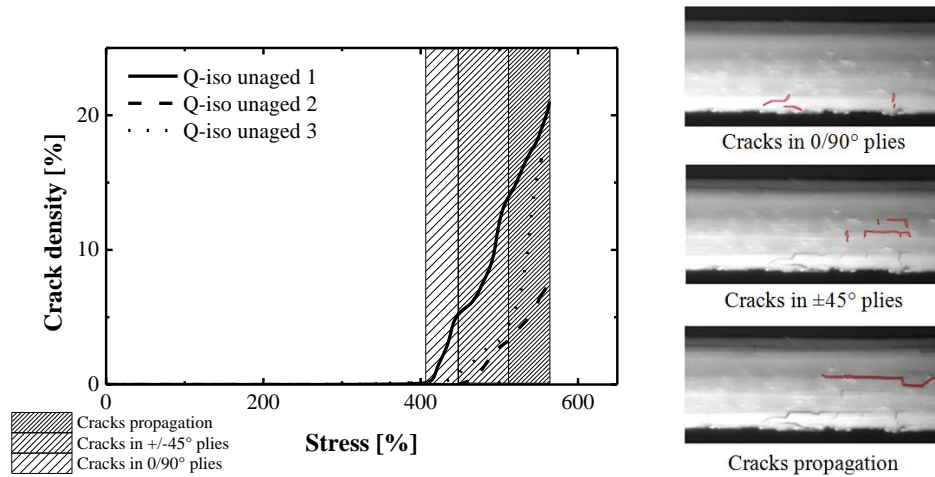 Q-iso unaged 1
Q-iso unaged 2
Q-iso unaged 3
Crack density [%]
20
10
0
0
200
400
600
Stress [%]
Cracks propagation
Cracks in +/-45° plies
Cracks in 0/90° plies
Cracks in 0/90° plies
Cracks in ±45° plies
Cracks propagation